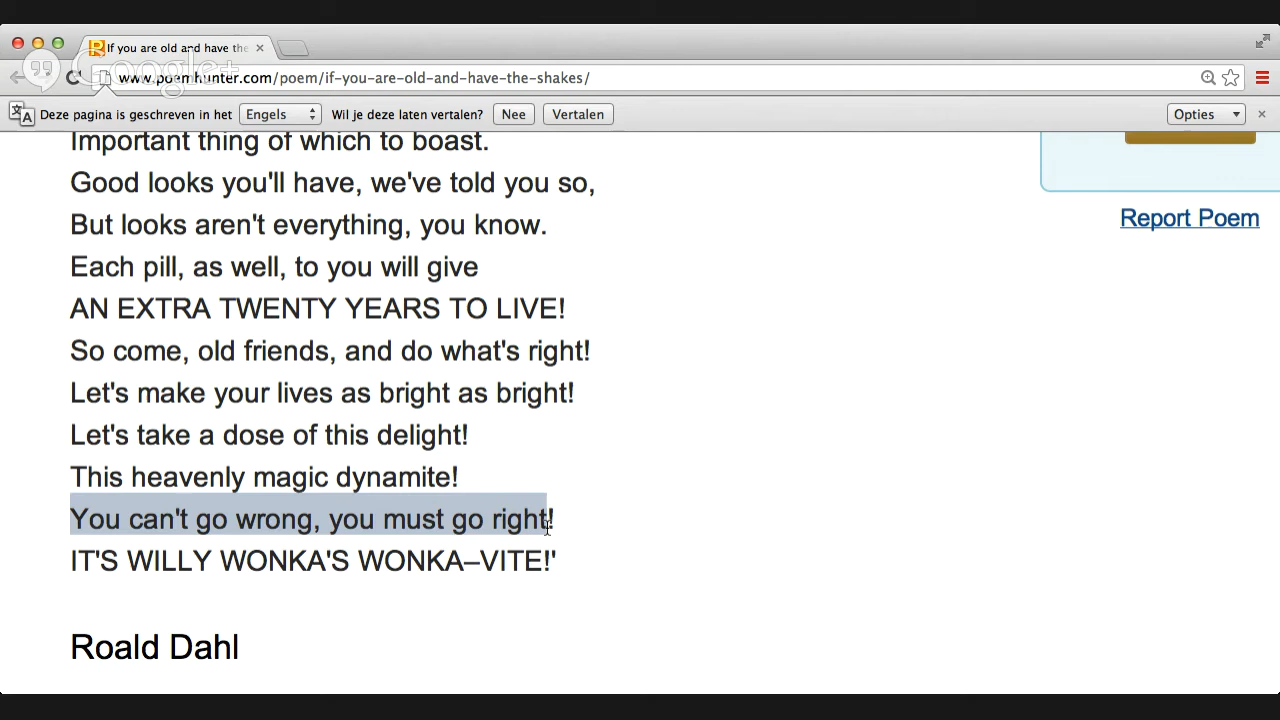 If you are old and have the
Google+
www.poemhunter.com/poem/if-you-are-old-and-have-the-shakes/
Deze pagina is geschreven in het Engels Wil je deze laten vertalen? Nee Vertalen Opties
Important thing of which to boast.
Good looks you'll have, we've told you so,
Report Poem
But looks aren't everything, you know.
Each pill, as well, to you will give
AN EXTRA TWENTY YEARS TO LIVE!
So come, old friends, and do what's right!
Let's make your lives as bright as bright!
Let's take a dose of this delight!
This heavenly magic dynamite!
You can't go wrong, you must go right!
IT'S WILLY WONKA'S WONKA–VITE!'
Roald Dahl